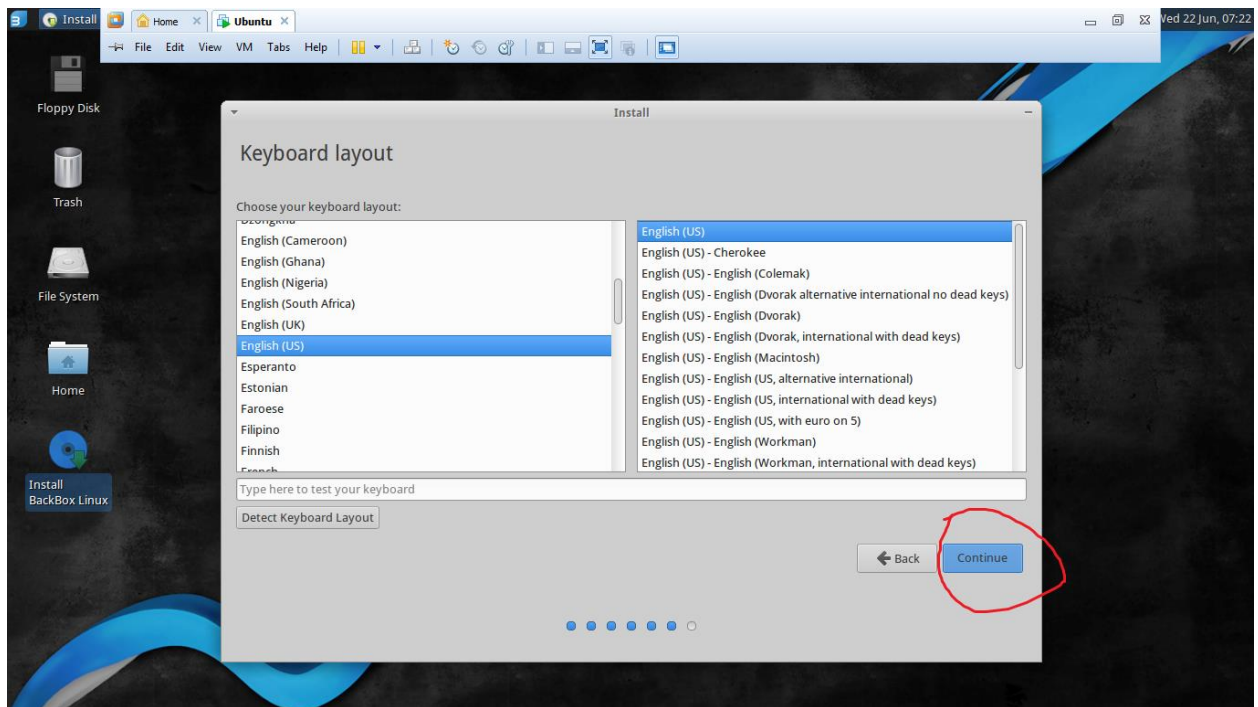 Install
Home
Ubuntu
Wed 22 Jun, 07:22
File Edit View VM Tabs Help
Floppy Disk
Trash
File System
Home
Install
BackBox Linux
Install
Keyboard layout
Choose your keyboard layout:
Dzongkha
English (Cameroon)
English (Ghana)
English (Nigeria)
English (South Africa)
English (UK)
English (US)
Esperanto
Estonian
Faroese
Filipino
Finnish
French
English (US)
English (US) - Cherokee
English (US) - English (Colemak)
English (US) - English (Dvorak alternative international no dead keys)
English (US) - English (Dvorak)
English (US) - English (Dvorak, international with dead keys)
English (US) - English (Macintosh)
English (US) - English (US, alternative international)
English (US) - English (US, international with dead keys)
English (US) - English (US, with euro on 5)
English (US) - English (Workman)
English (US) - English (Workman, international with dead keys)
Type here to test your keyboard
Detect Keyboard Layout
Back
Continue